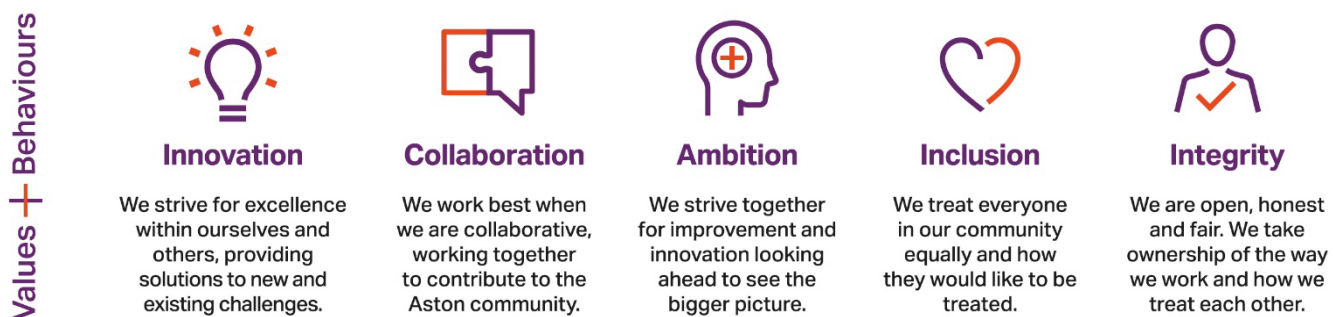 Values + Behaviours
Innovation
We strive for excellence
within ourselves and
others, providing
solutions to new and
existing challenges.
Collaboration
We work best when
we are collaborative,
working together
to contribute to the
Aston community.
Ambition
We strive together
for improvement and
innovation looking
ahead to see the
bigger picture.
Inclusion
We treat everyone
in our community
equally and how
they would like to be
treated.
Integrity
We are open, honest
and fair. We take
ownership of the way
we work and how we
treat each other.